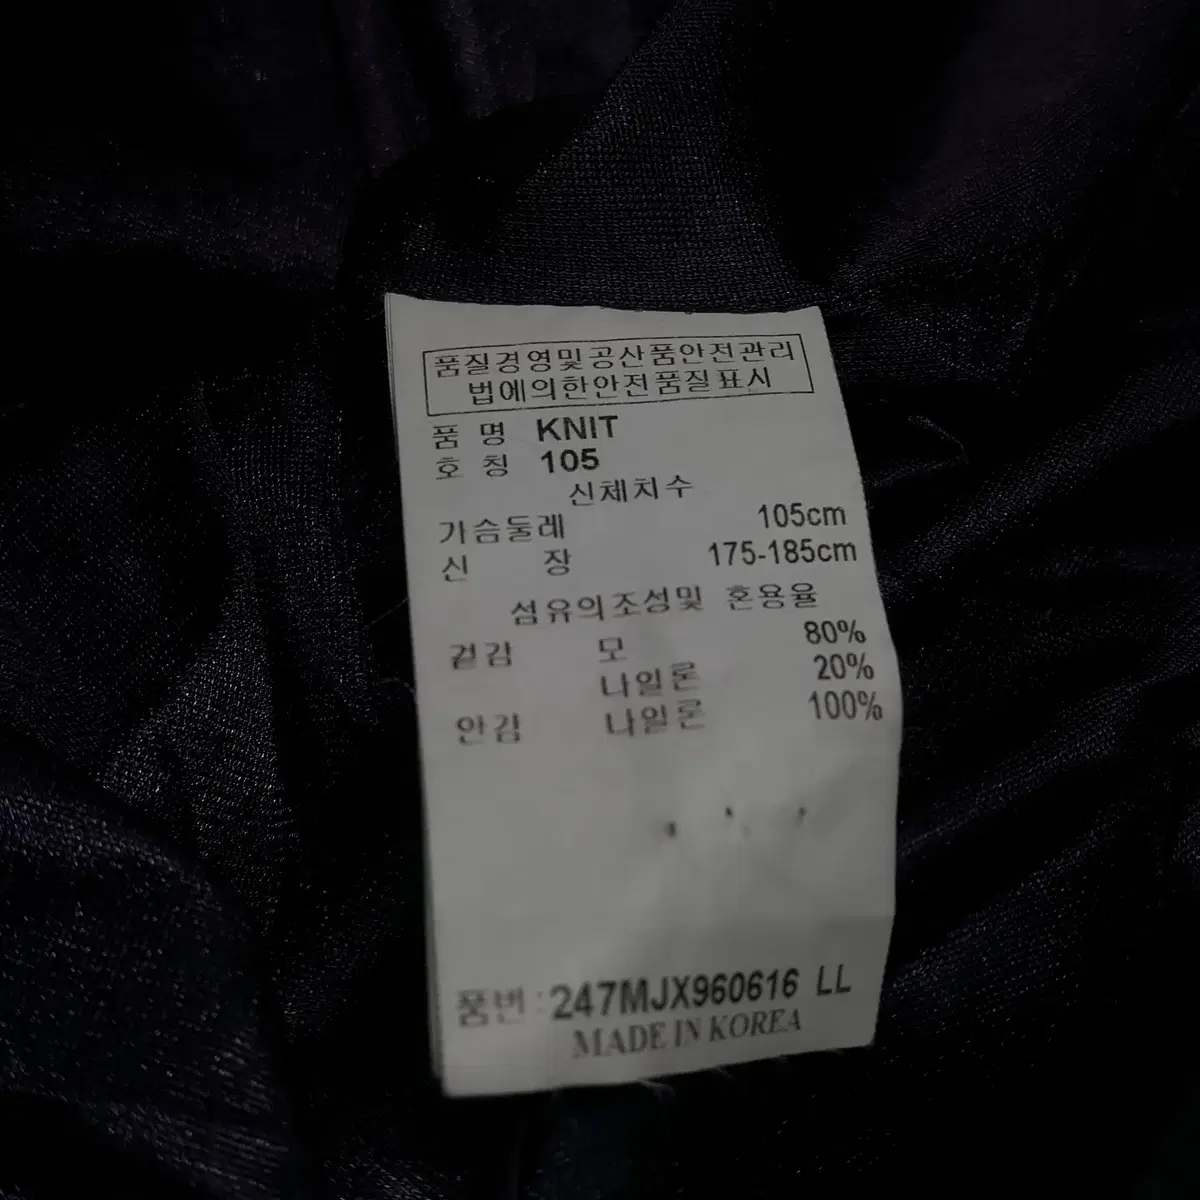 품질경영및공산품안전관리
법에의한안전품질표시
품 명 KNIT
호 칭 105
신체치수
가슴둘레 105cm
신 장 175-185cm
섬유의조성및 혼용율
겉감 모 80%
나일론 20%
안감 나일론 100%
품번 : 247MJX960616 LL
MADE IN KOREA